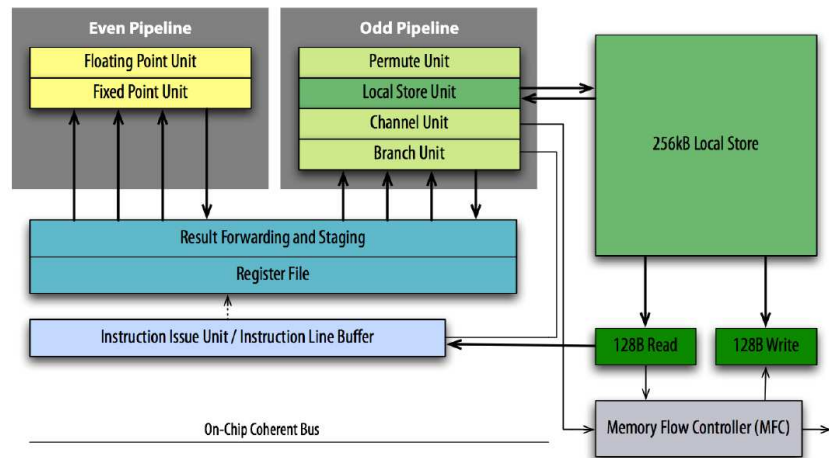 Even Pipeline
Odd Pipeline
Floating Point Unit
Fixed Point Unit
Permute Unit
Local Store Unit
Channel Unit
Branch Unit
256kB Local Store
Result Forwarding and Staging
Register File
Instruction Issue Unit / Instruction Line Buffer
128B Read
128B Write
On-Chip Coherent Bus
Memory Flow Controller (MFC)